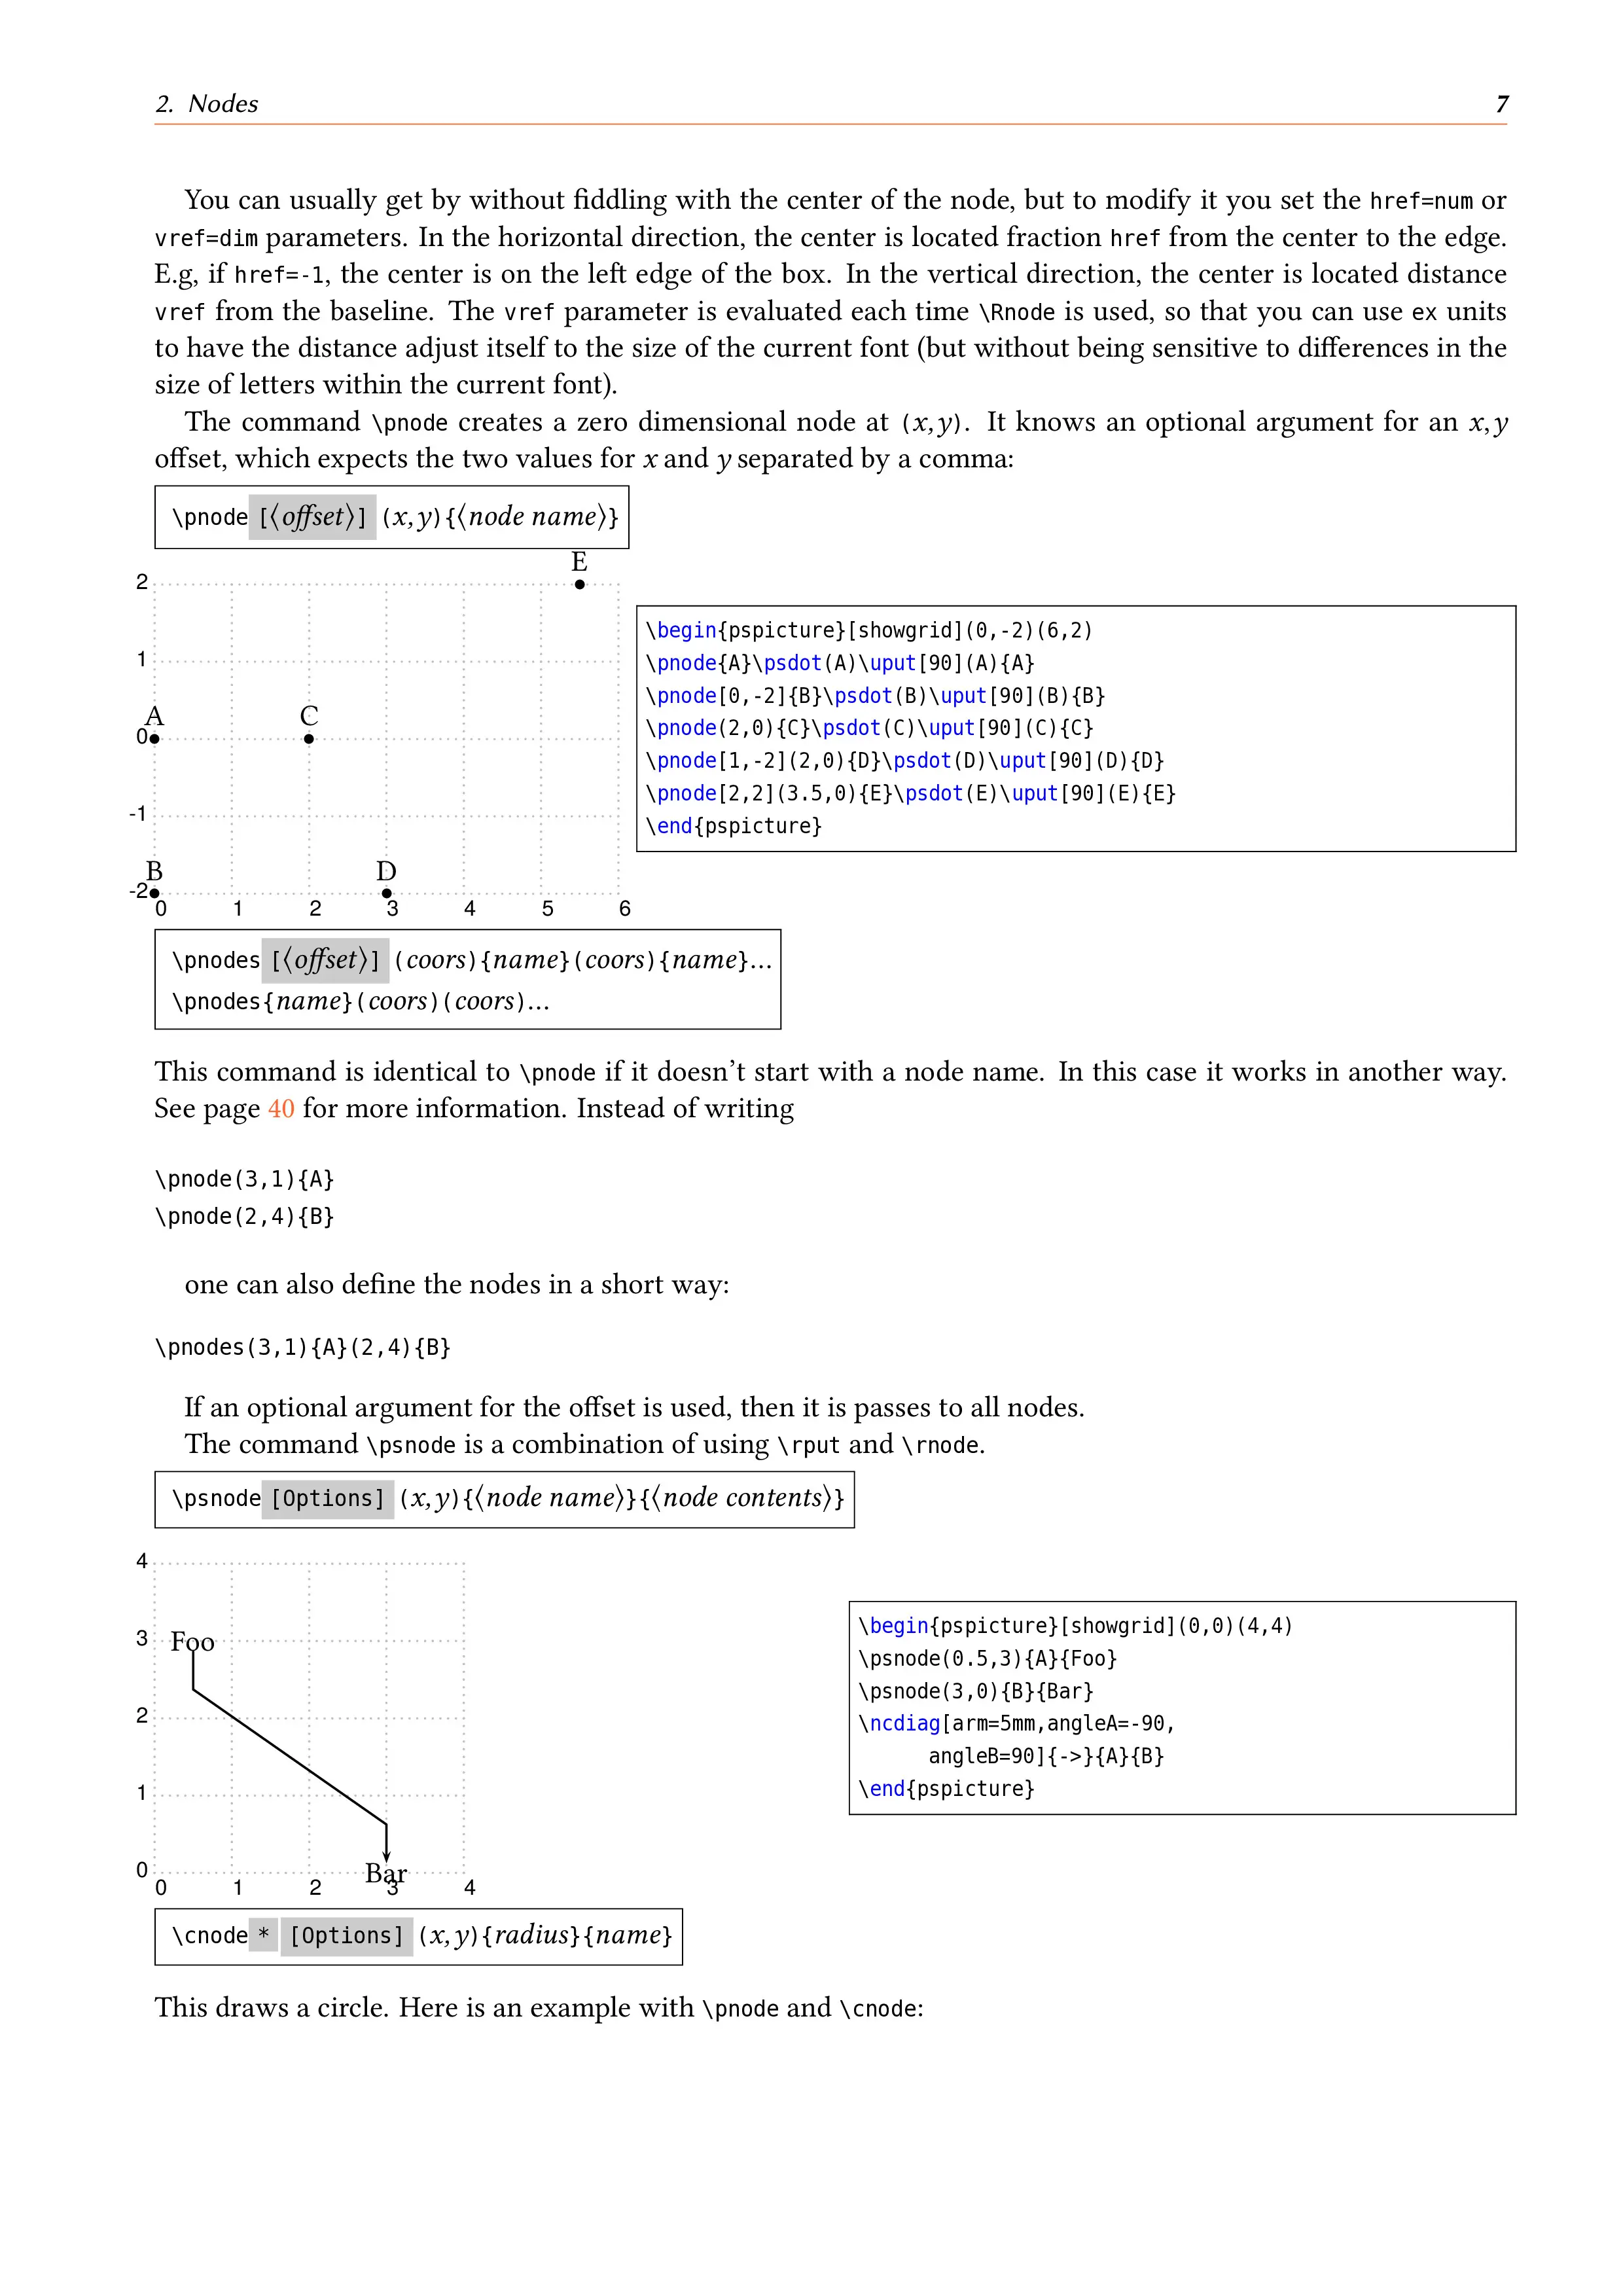 2. Nodes 7
You can usually get by without fiddling with the center of the node, but to modify it you set the href=num or
vref=dim parameters. In the horizontal direction, the center is located fraction href from the center to the edge.
E.g, if href=-1, the center is on the left edge of the box. In the vertical direction, the center is located distance
vref from the baseline. The vref parameter is evaluated each time \Rnode is used, so that you can use ex units
to have the distance adjust itself to the size of the current font (but without being sensitive to differences in the
size of letters within the current font).
The command \pnode creates a zero dimensional node at (x,y). It knows an optional argument for an x,y
offset, which expects the two values for x and y separated by a comma:
\pnode [⟨offset⟩] (x,y){⟨node name⟩}
E
2
1
A C
0
-1
B D
-2
0 1 2 3 4 5 6
\begin{pspicture}[showgrid](0,-2)(6,2)
\pnode{A}\psdot(A)\uput[90](A){A}
\pnode[0,-2]{B}\psdot(B)\uput[90](B){B}
\pnode(2,0){C}\psdot(C)\uput[90](C){C}
\pnode[1,-2](2,0){D}\psdot(D)\uput[90](D){D}
\pnode[2,2](3.5,0){E}\psdot(E)\uput[90](E){E}
\end{pspicture}
\pnodes [⟨offset⟩] (coors){name}(coors){name}...
\pnodes{name}(coors)(coors)...
This command is identical to \pnode if it doesn't start with a node name. In this case it works in another way.
See page 40 for more information. Instead of writing
\pnode(3,1){A}
\pnode(2,4){B}
one can also define the nodes in a short way:
\pnodes(3,1){A}(2,4){B}
If an optional argument for the offset is used, then it is passes to all nodes.
The command \psnode is a combination of using \rput and \rnode.
\psnode [Options] (x,y){⟨node name⟩}{⟨node contents⟩}
4
3 Foo
2
1
0 Bar
0 1 2 3 4
\begin{pspicture}[showgrid](0,0)(4,4)
\psnode(0.5,3){A}{Foo}
\psnode(3,0){B}{Bar}
\ncdiag[arm=5mm,angleA=-90,
angleB=90]{->}{A}{B}
\end{pspicture}
\cnode * [Options] (x,y){radius}{name}
This draws a circle. Here is an example with \pnode and \cnode: